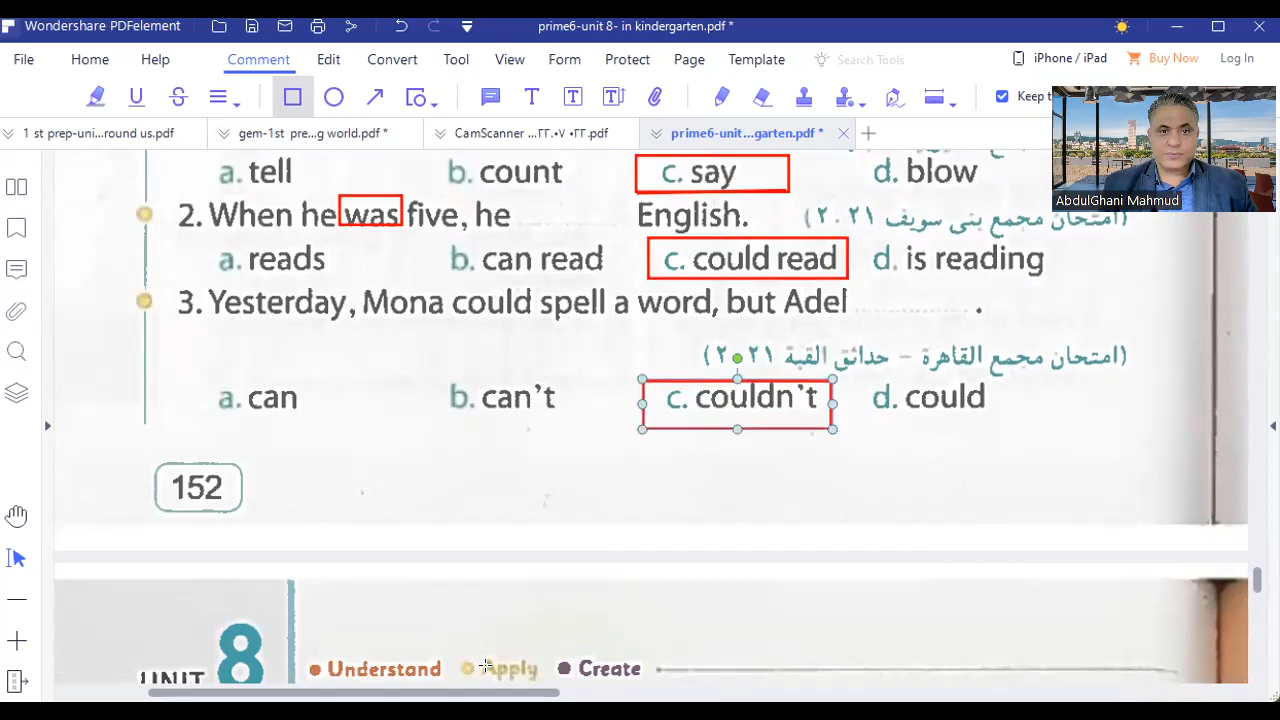 Wondershare PDFelement
prime6-unit 8- in kindergarten.pdf *
File Home Help Comment Edit Convert Tool View Form Protect Page Template Search Tools iPhone / iPad Buy Now Log In
Keep t
1 st prep-uni...round us.pdf gem-1st pre...g world.pdf * CamScanner ...٢٢.٠٧ ٠٣٣.pdf prime6-unit...garten.pdf *
AbdulGhani Mahmud
a. tell b. count c. say d. blow
2. When he was five, he English. (امتحان مجمع بنى سويف ٢٠٢١)
a. reads b. can read c. could read d. is reading
3. Yesterday, Mona could spell a word, but Adel .
(امتحان مجمع القاهرة – حدائق القبة ٢٠٢١)
a. can b. can't c. couldn't d. could
152
UNIT 8
Understand Apply Create